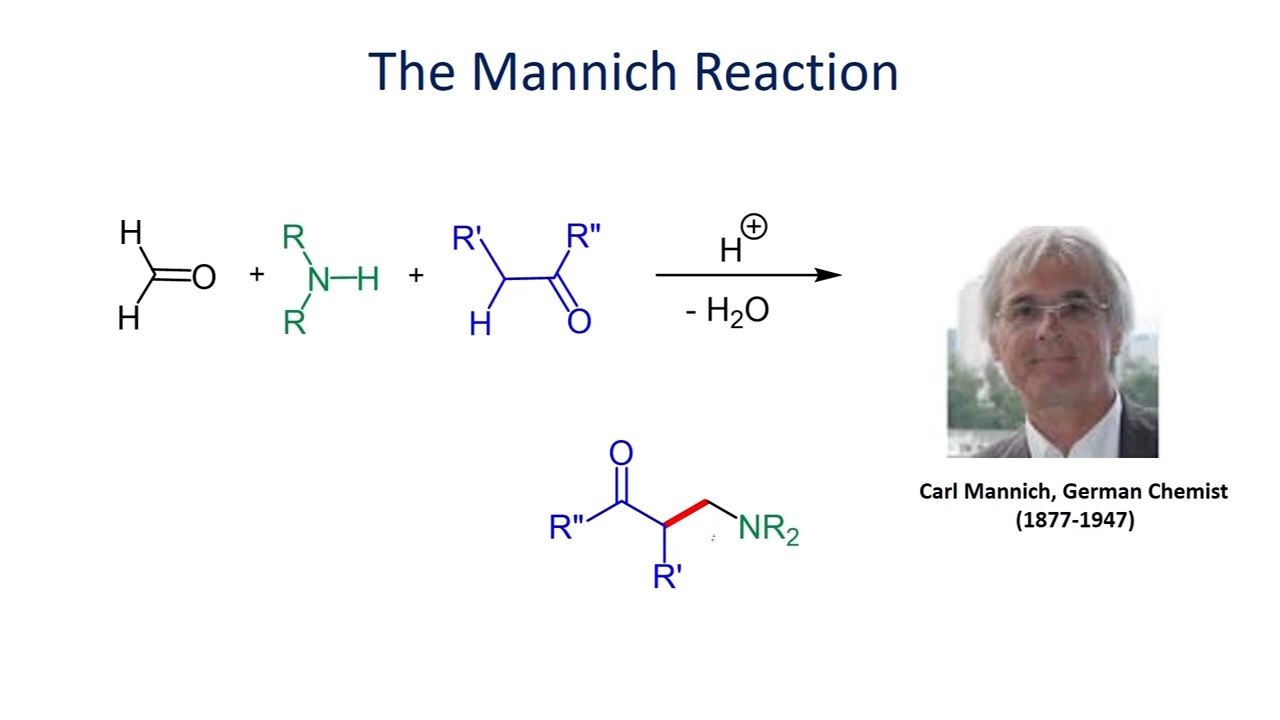 The Mannich Reaction
H
H
O
+
R
R
N
H
+
R'
H
R"
O
H⊕
- H₂O
O
R"
R'
NR₂
Carl Mannich, German Chemist
(1877-1947)